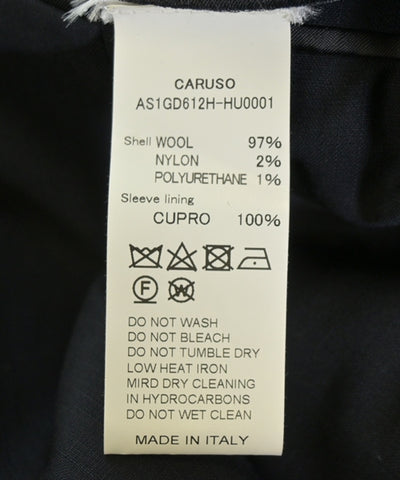 CARUSO
AS1GD612H-HU0001
Shell WOOL 97%
NYLON 2%
POLYURETHANE 1%
Sleeve lining
CUPRO 100%
F W
DO NOT WASH
DO NOT BLEACH
DO NOT TUMBLE DRY
LOW HEAT IRON
MIRD DRY CLEANING
IN HYDROCARBONS
DO NOT WET CLEAN
MADE IN ITALY